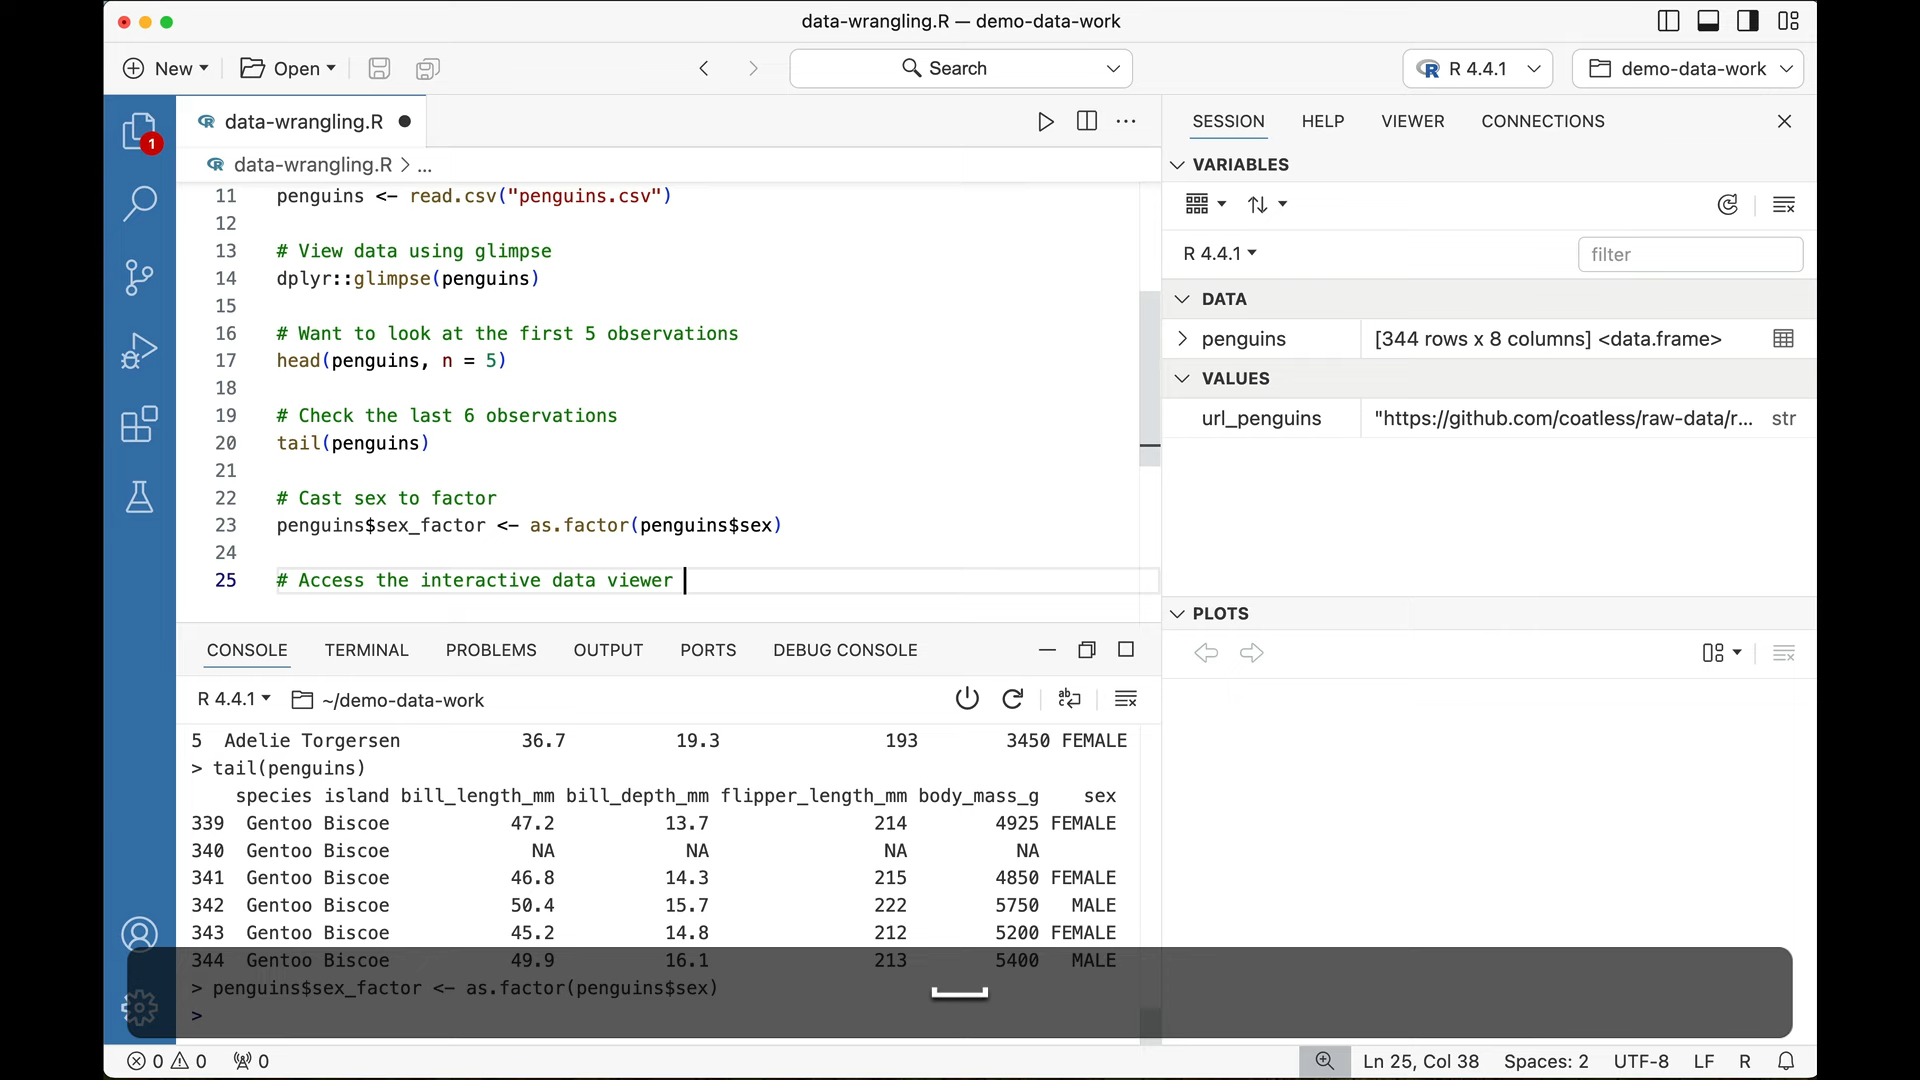 data-wrangling.R — demo-data-work
New
Open
Search
R 4.4.1
demo-data-work
1
data-wrangling.R
data-wrangling.R > ...
11 penguins <- read.csv("penguins.csv")
12
13 # View data using glimpse
14 dplyr::glimpse(penguins)
15
16 # Want to look at the first 5 observations
17 head(penguins, n = 5)
18
19 # Check the last 6 observations
20 tail(penguins)
21
22 # Cast sex to factor
23 penguins$sex_factor <- as.factor(penguins$sex)
24
25 # Access the interactive data viewer
SESSION HELP VIEWER CONNECTIONS
VARIABLES
R 4.4.1
filter
DATA
penguins [344 rows x 8 columns] <data.frame>
VALUES
url_penguins "https://github.com/coatless/raw-data/r... str
PLOTS
CONSOLE TERMINAL PROBLEMS OUTPUT PORTS DEBUG CONSOLE
R 4.4.1 ~/demo-data-work
5 Adelie Torgersen 36.7 19.3 193 3450 FEMALE
> tail(penguins)
species island bill_length_mm bill_depth_mm flipper_length_mm body_mass_g sex
339 Gentoo Biscoe 47.2 13.7 214 4925 FEMALE
340 Gentoo Biscoe NA NA NA NA
341 Gentoo Biscoe 46.8 14.3 215 4850 FEMALE
342 Gentoo Biscoe 50.4 15.7 222 5750 MALE
343 Gentoo Biscoe 45.2 14.8 212 5200 FEMALE
344 Gentoo Biscoe 49.9 16.1 213 5400 MALE
> penguins$sex_factor <- as.factor(penguins$sex)
>
0 0 0
Ln 25, Col 38 Spaces: 2 UTF-8 LF R